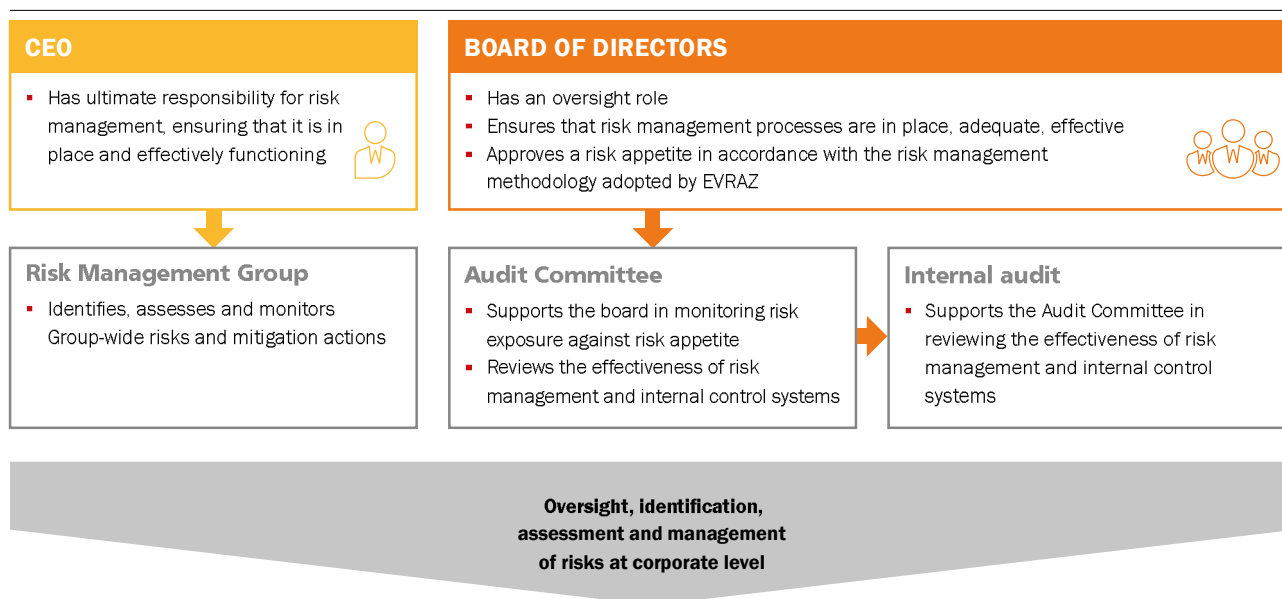 CEO
Has ultimate responsibility for risk
management, ensuring that it is in
place and effectively functioning
BOARD OF DIRECTORS
Has an oversight role
Ensures that risk management processes are in place, adequate, effective
Approves a risk appetite in accordance with the risk management
methodology adopted by EVRAZ
Risk Management Group
Identifies, assesses and monitors
Group-wide risks and mitigation actions
Audit Committee
Supports the board in monitoring risk
exposure against risk appetite
Reviews the effectiveness of risk
management and internal control systems
Internal audit
Supports the Audit Committee in
reviewing the effectiveness of risk
management and internal control
systems
Oversight, identification,
assessment and management
of risks at corporate level